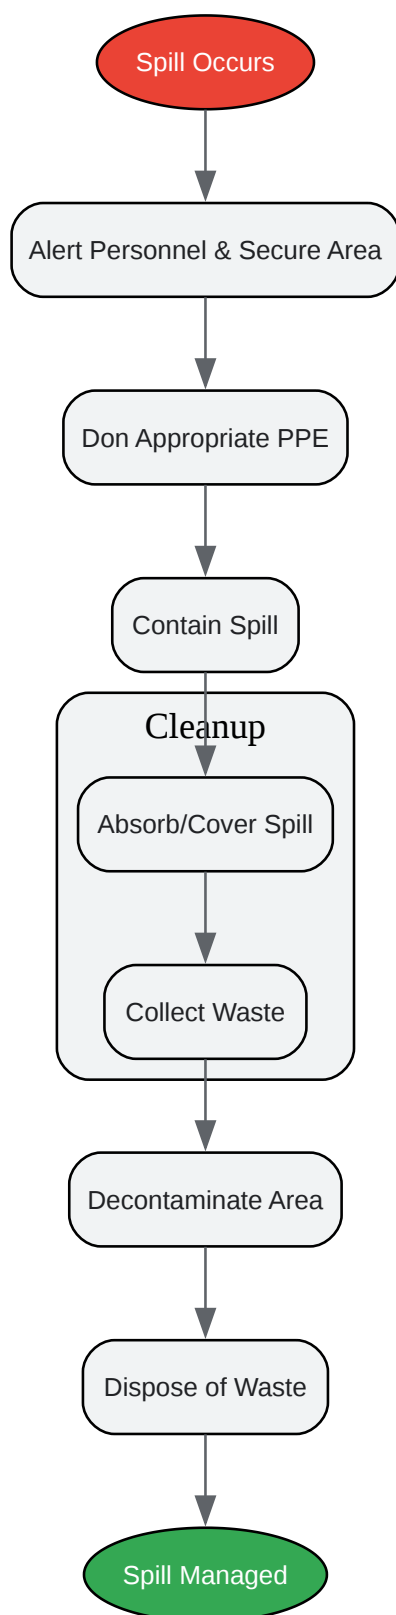 Spill Occurs
Alert Personnel & Secure Area
Don Appropriate PPE
Contain Spill
Cleanup
Absorb/Cover Spill
Collect Waste
Decontaminate Area
Dispose of Waste
Spill Managed